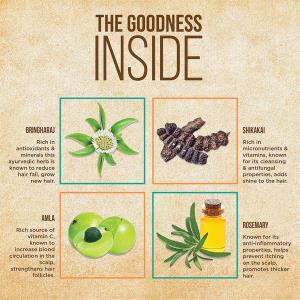 THE GOODNESS
INSIDE
BRINGHARAJ
Rich in
antioxidants &
minerals this
ayurvedic herb is
known to reduce
hair fall, grow
new hair.
SHIKAKAI
Rich in
micronutrients &
vitamins, known
for its cleansing
& antifungal
properties, adds
shine to the hair.
AMLA
Rich source of
vitamin C,
known to
increase blood
circulation in the
scalp,
strengthens hair
follicles.
ROSEMARY
Known for its
anti-inflammatory
properties, helps
prevent itching
on the scalp,
promotes thicker
hair.